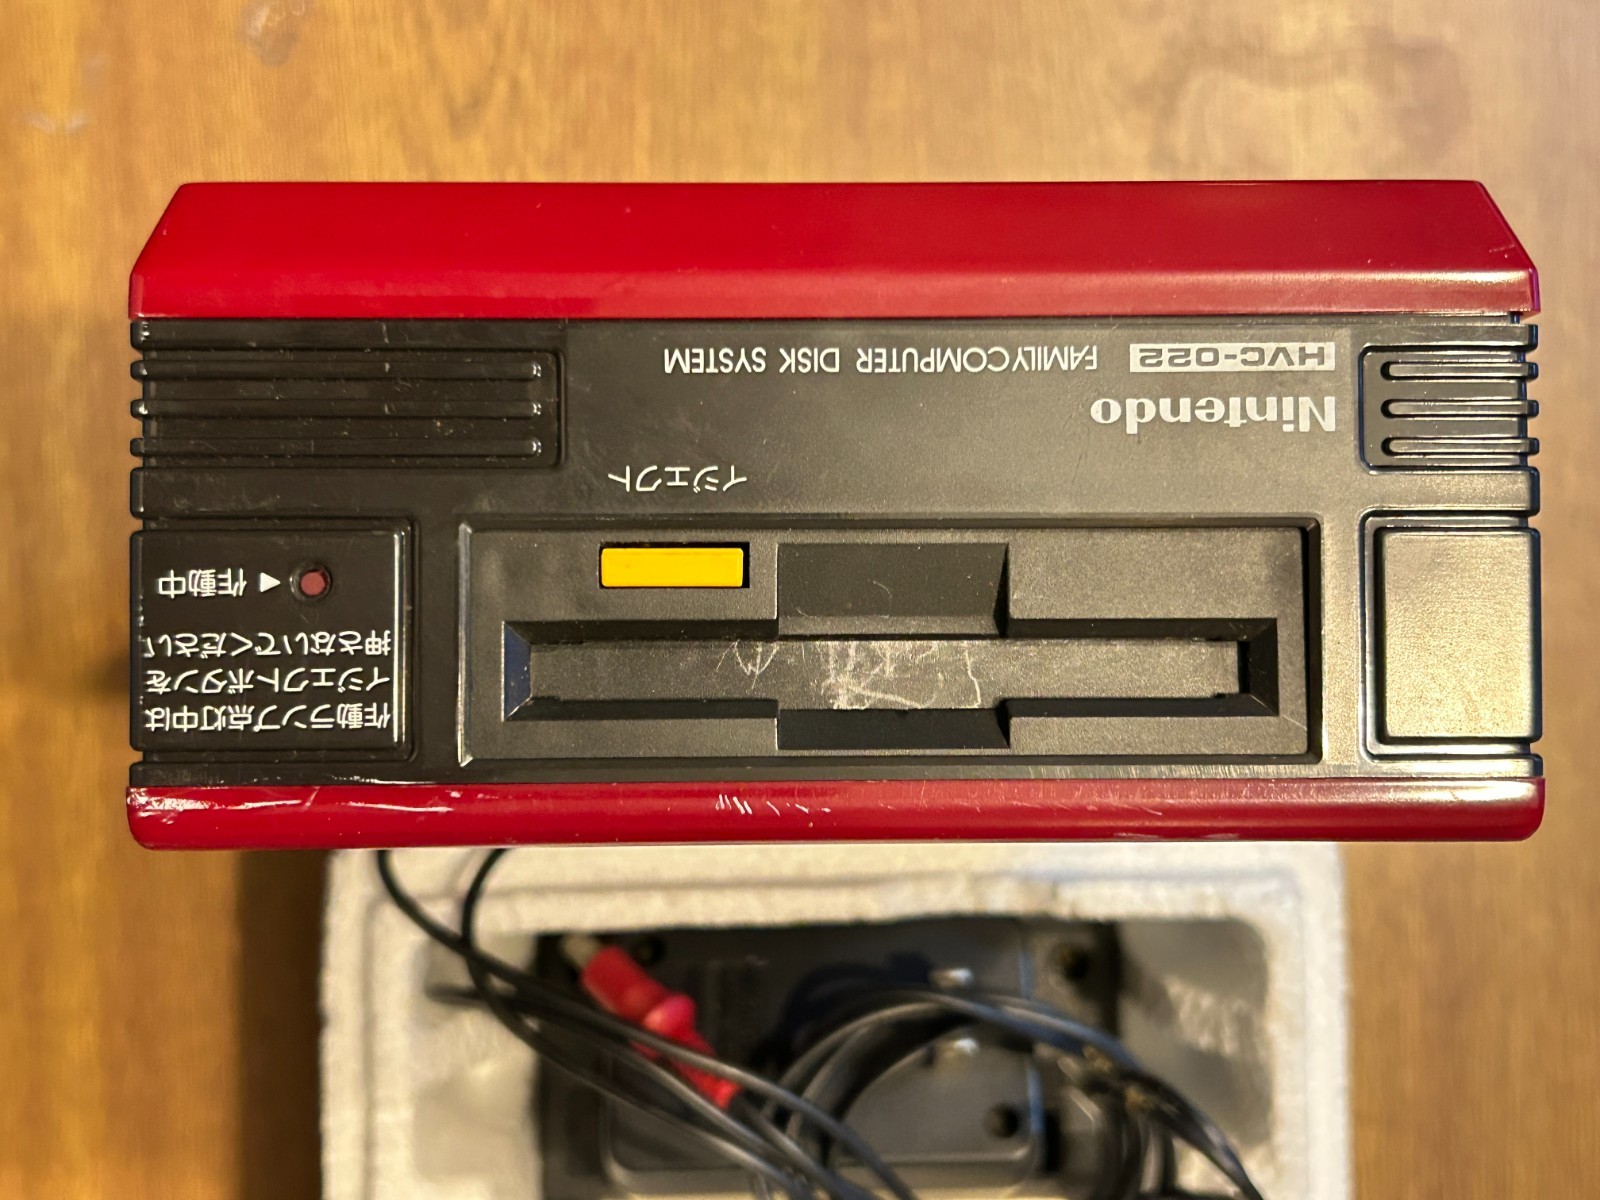 作動ランプ点灯中は
イジェクトボタンを
押さないでください
作動中
イジェクト
Nintendo
HVC-022 FAMILY COMPUTER DISK SYSTEM